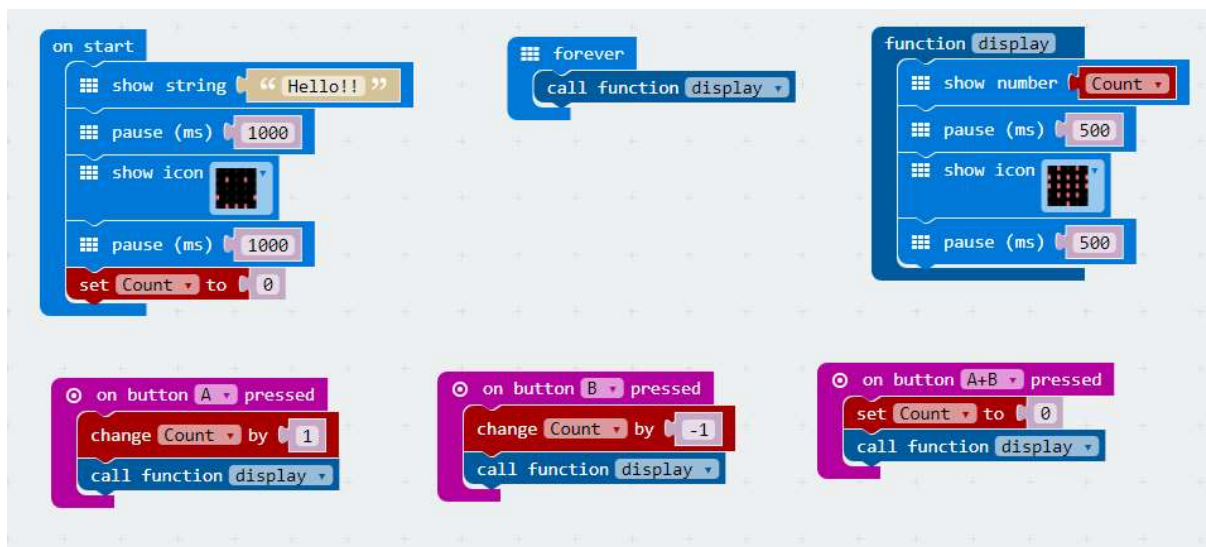 on start
show string “ Hello!! ”
pause (ms) 1000
show icon
pause (ms) 1000
set Count to 0
forever
call function display
function display
show number Count
pause (ms) 500
show icon
pause (ms) 500
on button A pressed
change Count by 1
call function display
on button B pressed
change Count by -1
call function display
on button A+B pressed
set Count to 0
call function display